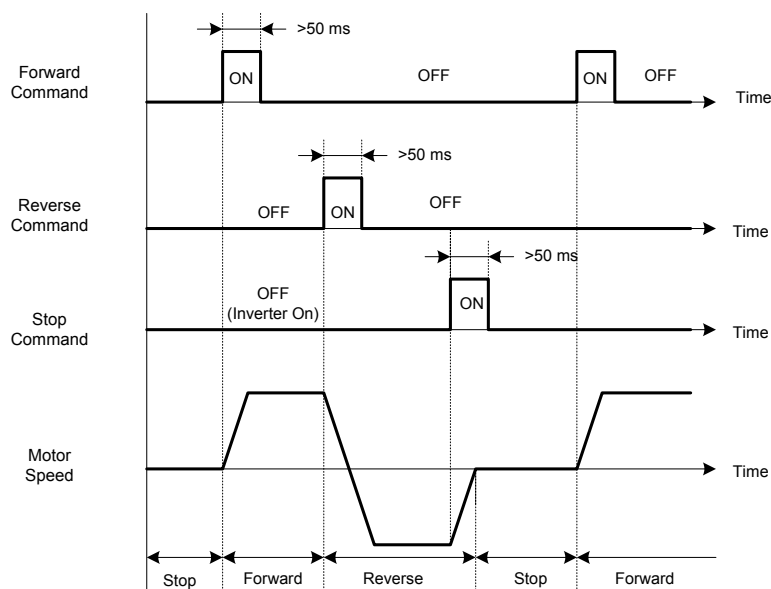 >50 ms
Forward
Command
ON
OFF
ON
OFF
Time
>50 ms
Reverse
Command
OFF
ON
OFF
Time
>50 ms
Stop
Command
OFF
(Inverter On)
ON
Time
Motor
Speed
Time
Stop
Forward
Reverse
Stop
Forward